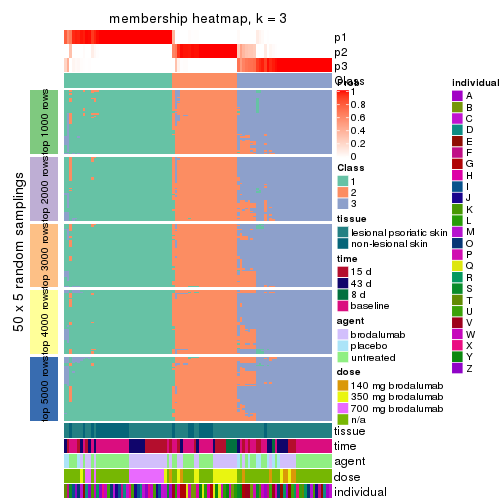 membership heatmap, k = 3
p1
p2
p3
Class
Prob
1
0.8
0.6
0.4
0.2
0
Class
1
2
3
tissue
lesional psoriatic skin
non-lesional skin
time
15 d
43 d
8 d
baseline
agent
brodalumab
placebo
untreated
dose
140 mg brodalumab
350 mg brodalumab
700 mg brodalumab
n/a
individual
A
B
C
D
E
F
G
H
I
J
K
L
M
O
P
Q
R
S
T
U
V
W
X
Y
Z
50 x 5 random samplings
top 1000 rows
top 2000 rows
top 3000 rows
top 4000 rows
top 5000 rows
tissue
time
agent
dose
individual